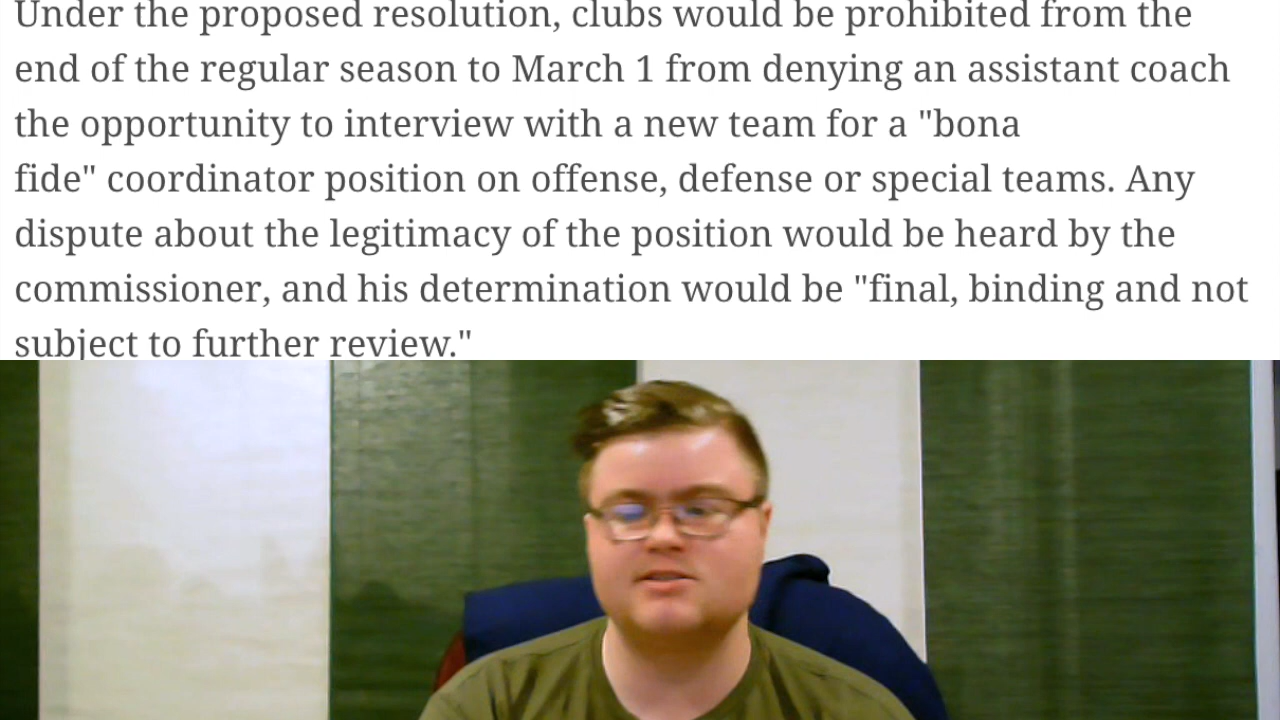 Under the proposed resolution, clubs would be prohibited from the
end of the regular season to March 1 from denying an assistant coach
the opportunity to interview with a new team for a "bona
fide" coordinator position on offense, defense or special teams. Any
dispute about the legitimacy of the position would be heard by the
commissioner, and his determination would be "final, binding and not
subject to further review."